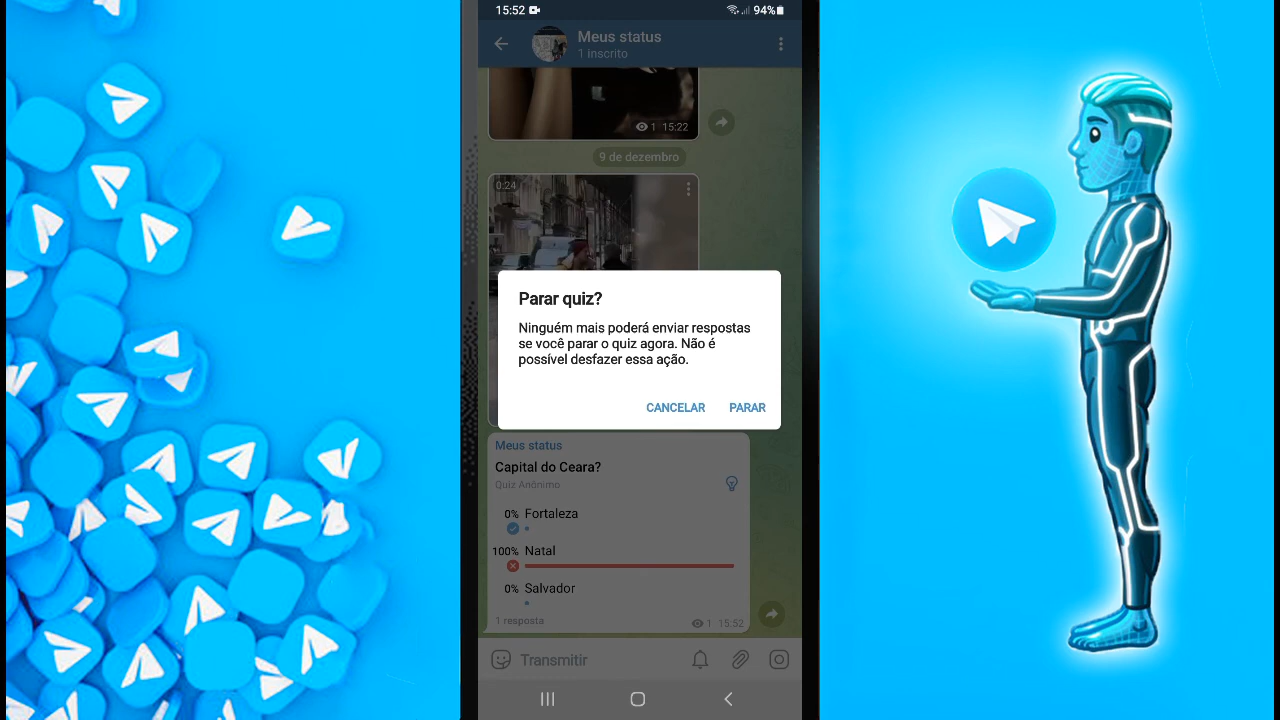 15:52
94%
Meus status
1 inscrito
1 15:22
9 de dezembro
0:24
Parar quiz?
Ninguém mais poderá enviar respostas
se você parar o quiz agora. Não é
possível desfazer essa ação.
CANCELAR PARAR
Meus status
Capital do Ceara?
Quiz Anônimo
0% Fortaleza
100% Natal
0% Salvador
1 resposta
1 15:52
Transmitir